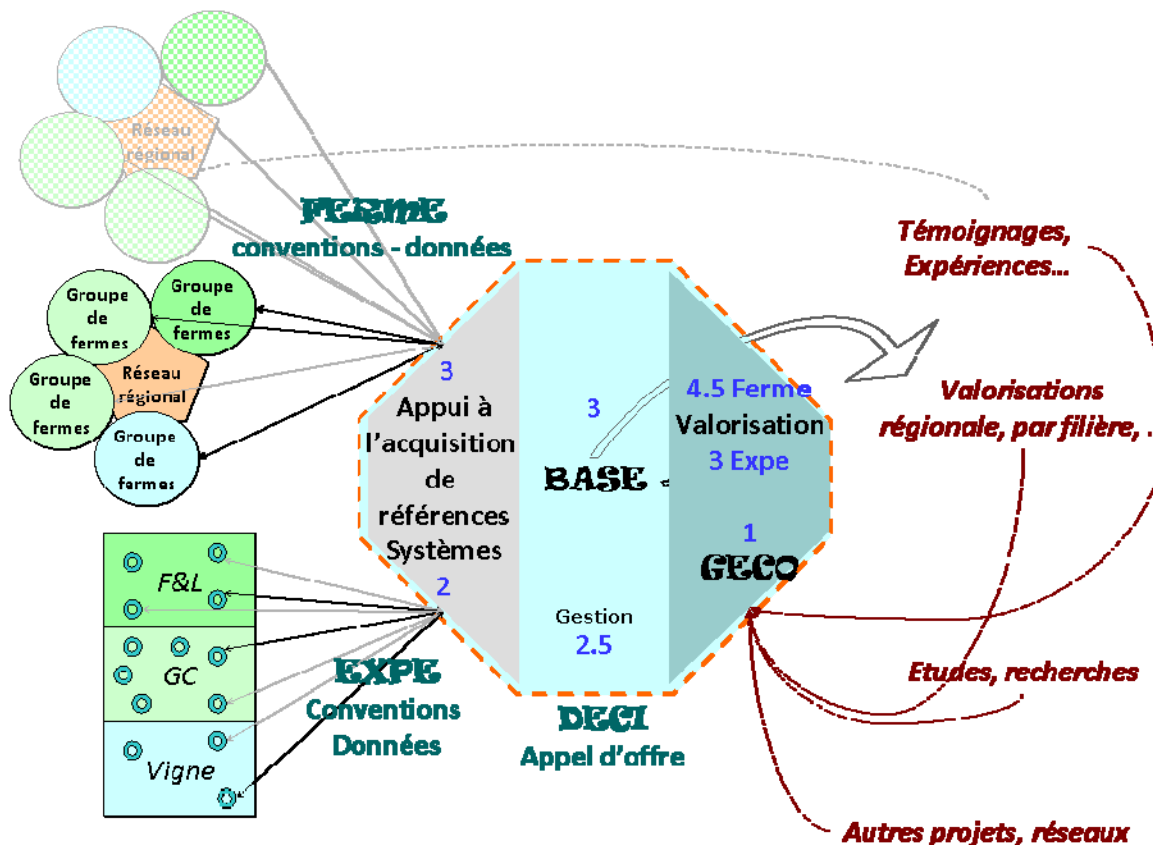 Réseau
régional
FERME
conventions - données
Témoignages,
Expériences...
Groupe
de
fermes
Groupe
de
fermes
Groupe
de
fermes
Réseau
régional
Groupe
de
fermes
3
Appui à
l'acquisition
de
références
Systèmes
2
3
BASE
Gestion
2.5
4.5 Ferme
Valorisation
3 Expe
1
GECO
Valorisations
régionale, par filière, .
F&L
GC
Vigne
EXPE
Conventions
Données
DECI
Appel d'offre
Etudes, recherches
Autres projets, réseaux